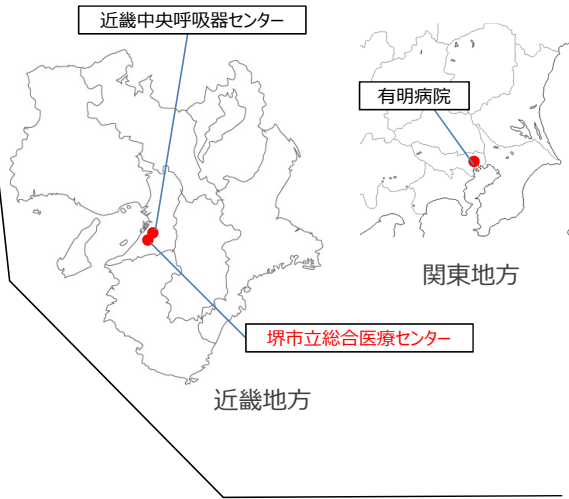 近畿中央呼吸器センター
有明病院
関東地方
堺市立総合医療センター
近畿地方